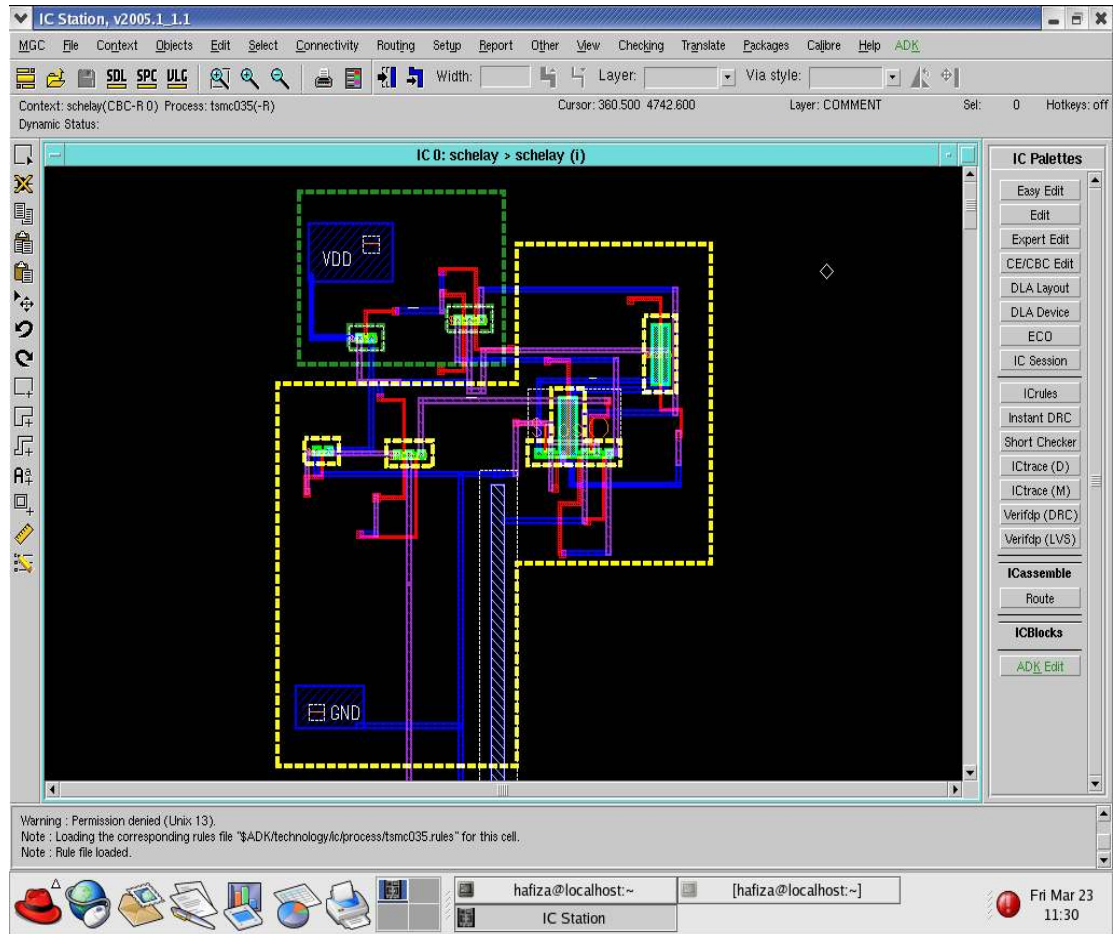 IC Station, v2005.1_1.1
MGC File Context Objects Edit Select Connectivity Routing Setup Report Other View Checking Translate Packages Calibre Help ADK
SDL SPC VLG Width: Layer: Via style:
Context: schelay(CBC-R 0) Process: tsmc035(-R) Cursor: 360.500 4742.600 Layer: COMMENT Sel: 0 Hotkeys: off
Dynamic Status:
IC 0: schelay > schelay (i)
VDD
GND
IC Palettes
Easy Edit
Edit
Expert Edit
CE/CBC Edit
DLA Layout
DLA Device
ECO
IC Session
ICrules
Instant DRC
Short Checker
ICtrace (D)
ICtrace (M)
Verifdp (DRC)
Verifdp (LVS)
ICassemble
Route
ICBlocks
ADK Edit
Warning : Permission denied (Unix 13).
Note : Loading the corresponding rules file "$ADK/technology/ic/process/tsmc035.rules" for this cell.
Note : Rule file loaded.
hafiza@localhost:~ [hafiza@localhost:~]
IC Station
Fri Mar 23
11:30